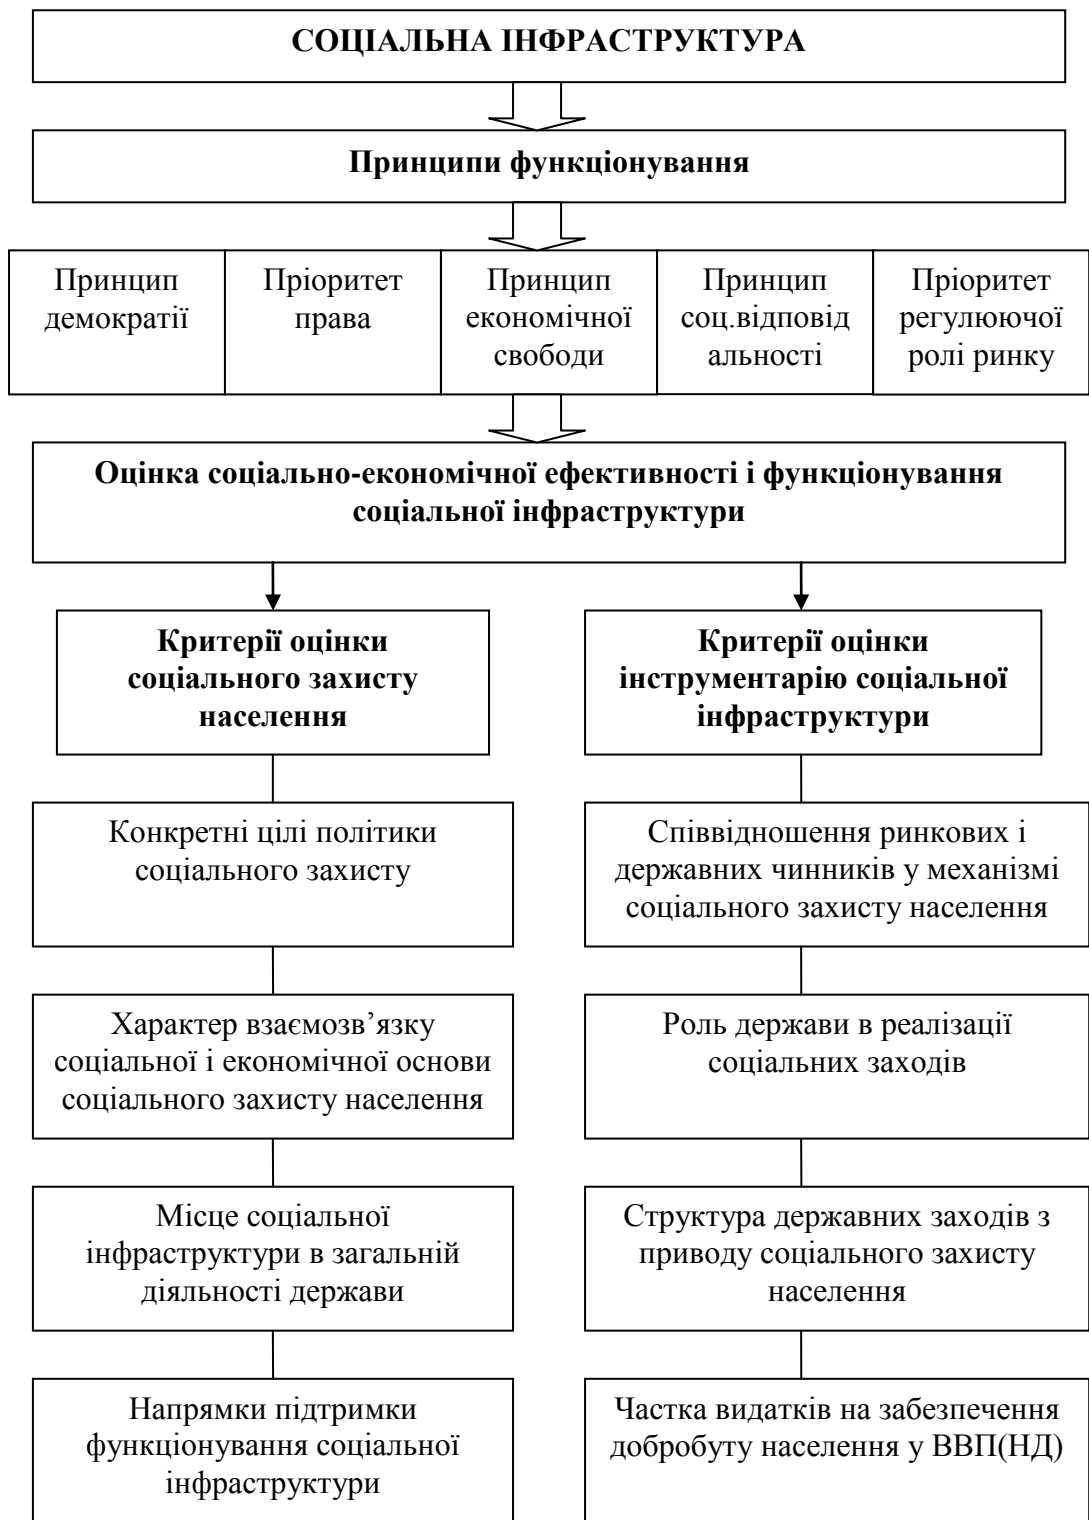 СОЦІАЛЬНА ІНФРАСТРУКТУРА
Принципи функціонування
Принцип
демократії
Пріоритет
права
Принцип
економічної
свободи
Принцип
соц.відповід
альності
Пріоритет
регулюючої
ролі ринку
Оцінка соціально-економічної ефективності і функціонування
соціальної інфраструктури
Критерії оцінки
соціального захисту
населення
Критерії оцінки
інструментарію соціальної
інфраструктури
Конкретні цілі політики
соціального захисту
Співвідношення ринкових і
державних чинників у механізмі
соціального захисту населення
Характер взаємозв’язку
соціальної і економічної основи
соціального захисту населення
Роль держави в реалізації
соціальних заходів
Місце соціальної
інфраструктури в загальній
діяльності держави
Структура державних заходів з
приводу соціального захисту
населення
Напрямки підтримки
функціонування соціальної
інфраструктури
Частка видатків на забезпечення
добробуту населення у ВВП(НД)